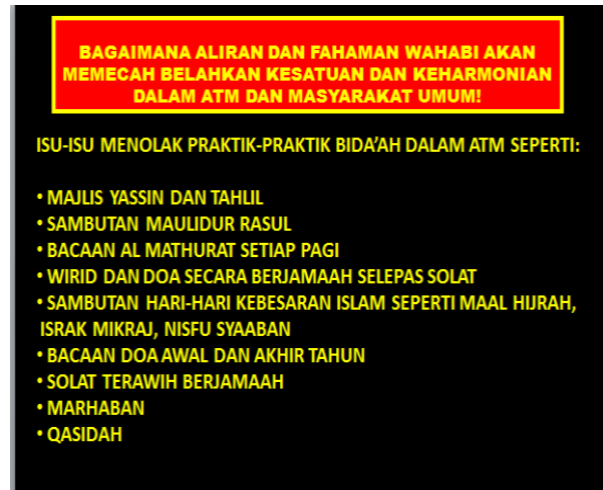 BAGAIMANA ALIRAN DAN FAHAMAN WAHABI AKAN
MEMECAH BELAHKAN KESATUAN DAN KEHARMONIAN
DALAM ATM DAN MASYARAKAT UMUM!
ISU-ISU MENOLAK PRAKTIK-PRAKTIK BIDA'AH DALAM ATM SEPERTI:
• MAJLIS YASSIN DAN TAHLIL
• SAMBUTAN MAULIDUR RASUL
• BACAAN AL MATHURAT SETIAP PAGI
• WIRID DAN DOA SECARA BERJAMAAH SELEPAS SOLAT
• SAMBUTAN HARI-HARI KEBESARAN ISLAM SEPERTI MAAL HIJRAH,
ISRAK MIKRAJ, NISFU SYAABAN
• BACAAN DOA AWAL DAN AKHIR TAHUN
• SOLAT TERAWIH BERJAMAAH
• MARHABAN
• QASIDAH